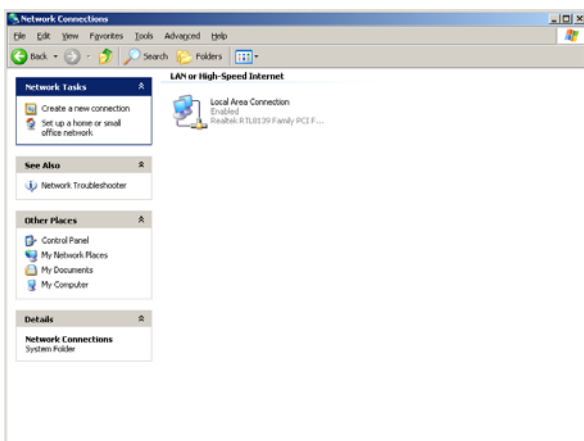 Network Connections
File Edit View Favorites Tools Advanced Help
Back Search Folders
LAN or High-Speed Internet
Network Tasks
Create a new connection
Set up a home or small
office network
Local Area Connection
Enabled
Realtek RTL8139 Family PCI F...
See Also
Network Troubleshooter
Other Places
Control Panel
My Network Places
My Documents
My Computer
Details
Network Connections
System Folder